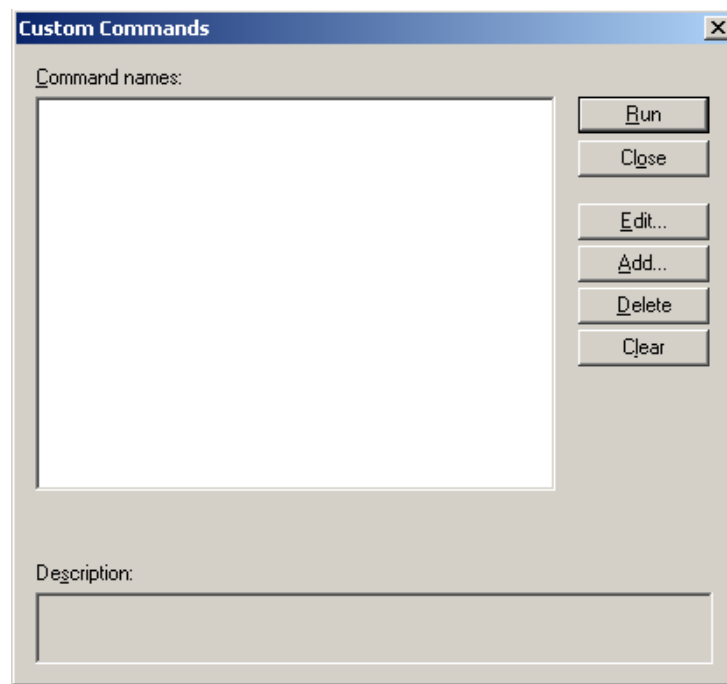 Custom Commands
Command names:
Run
Close
Edit...
Add...
Delete
Clear
Description: